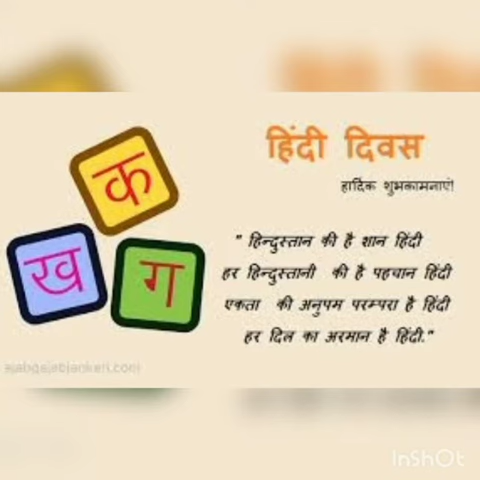 हिंदी दिवस
हार्दिक शुभकामनाएं!
क
ख
ग
" हिन्दुस्तान की है शान हिंदी
हर हिन्दुस्तानी की है पहचान हिंदी
एकता की अनुपम परम्परा है हिंदी
हर दिल का अरमान है हिंदी."
InShOt